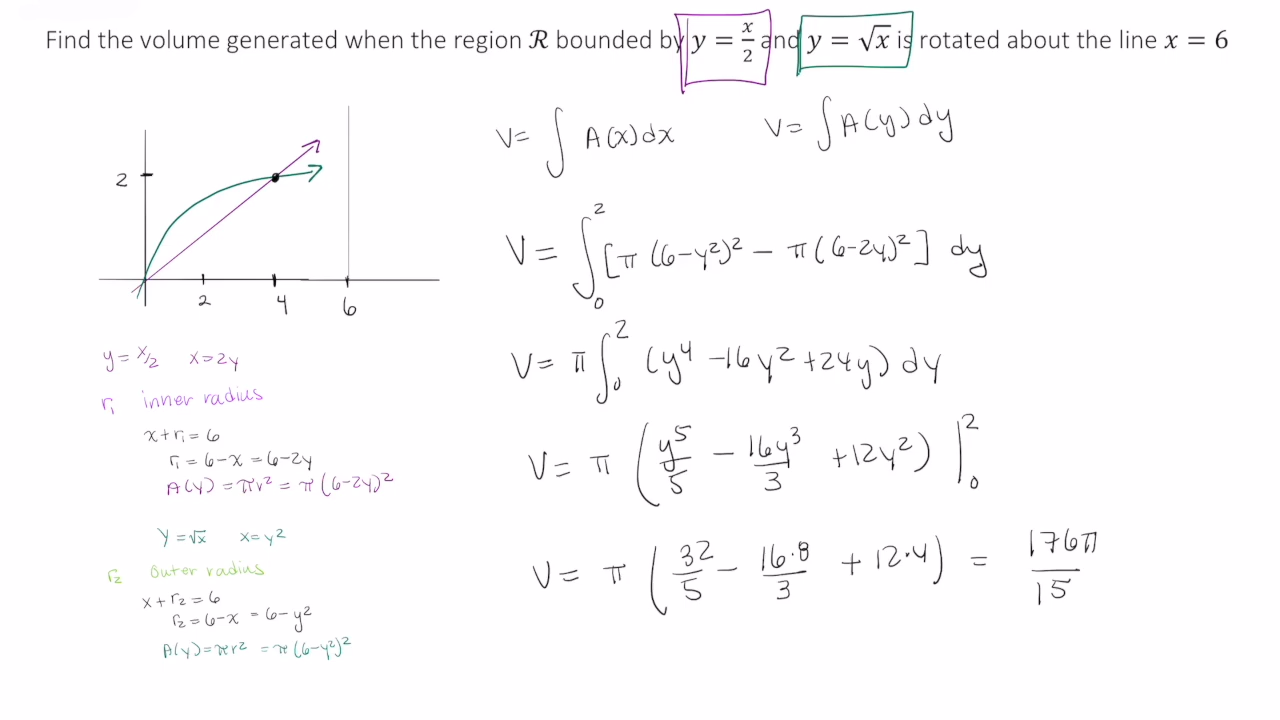 Find the volume generated when the region ℛ bounded by y = x/2 and y = √x is rotated about the line x = 6
V = ∫ A(x) dx    V = ∫ A(y) dy
2
2 4 6
V = ∫₀² [π (6-y²)² - π (6-2y)²] dy
V = π ∫₀² (y⁴ - 16y² + 24y) dy
V = π (y⁵/5 - 16y³/3 + 12y²) |₀²
V = π (32/5 - 16·8/3 + 12·4) = 176π/15
y = x/2    x = 2y
r₁ inner radius
x + r₁ = 6
r₁ = 6-x = 6-2y
A(y) = πr² = π (6-2y)²
y = √x    x = y²
r₂ outer radius
x + r₂ = 6
r₂ = 6-x = 6-y²
A(y) = πr² = π (6-y²)²